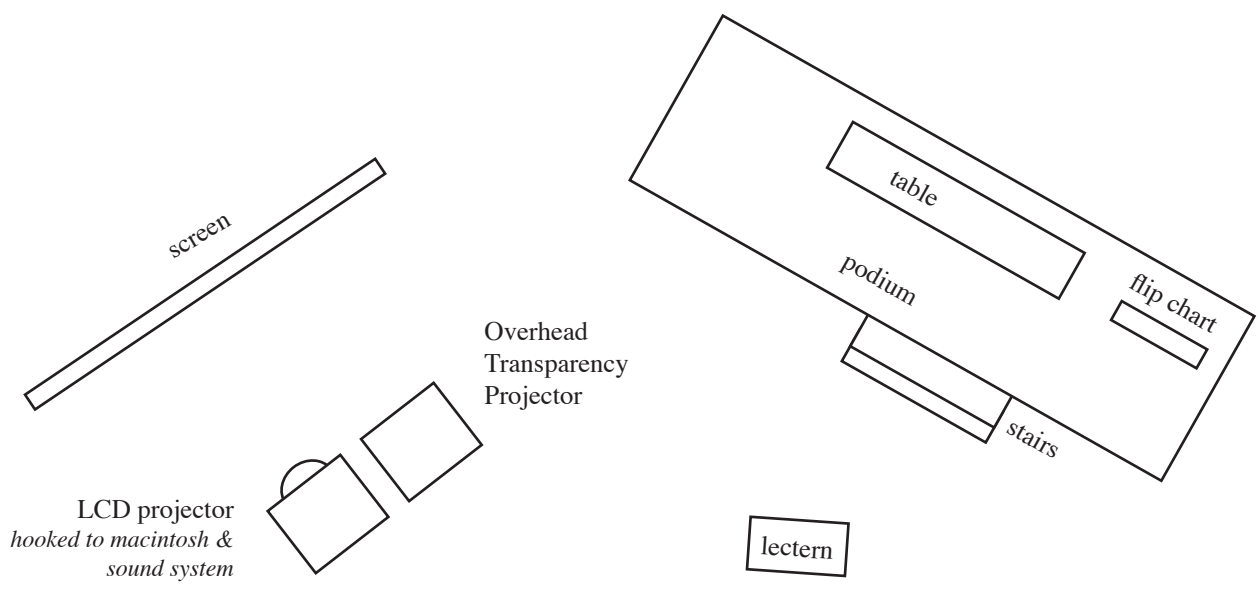 screen
table
podium
flip chart
stairs
Overhead
Transparency
Projector
LCD projector
hooked to macintosh &
sound system
lectern